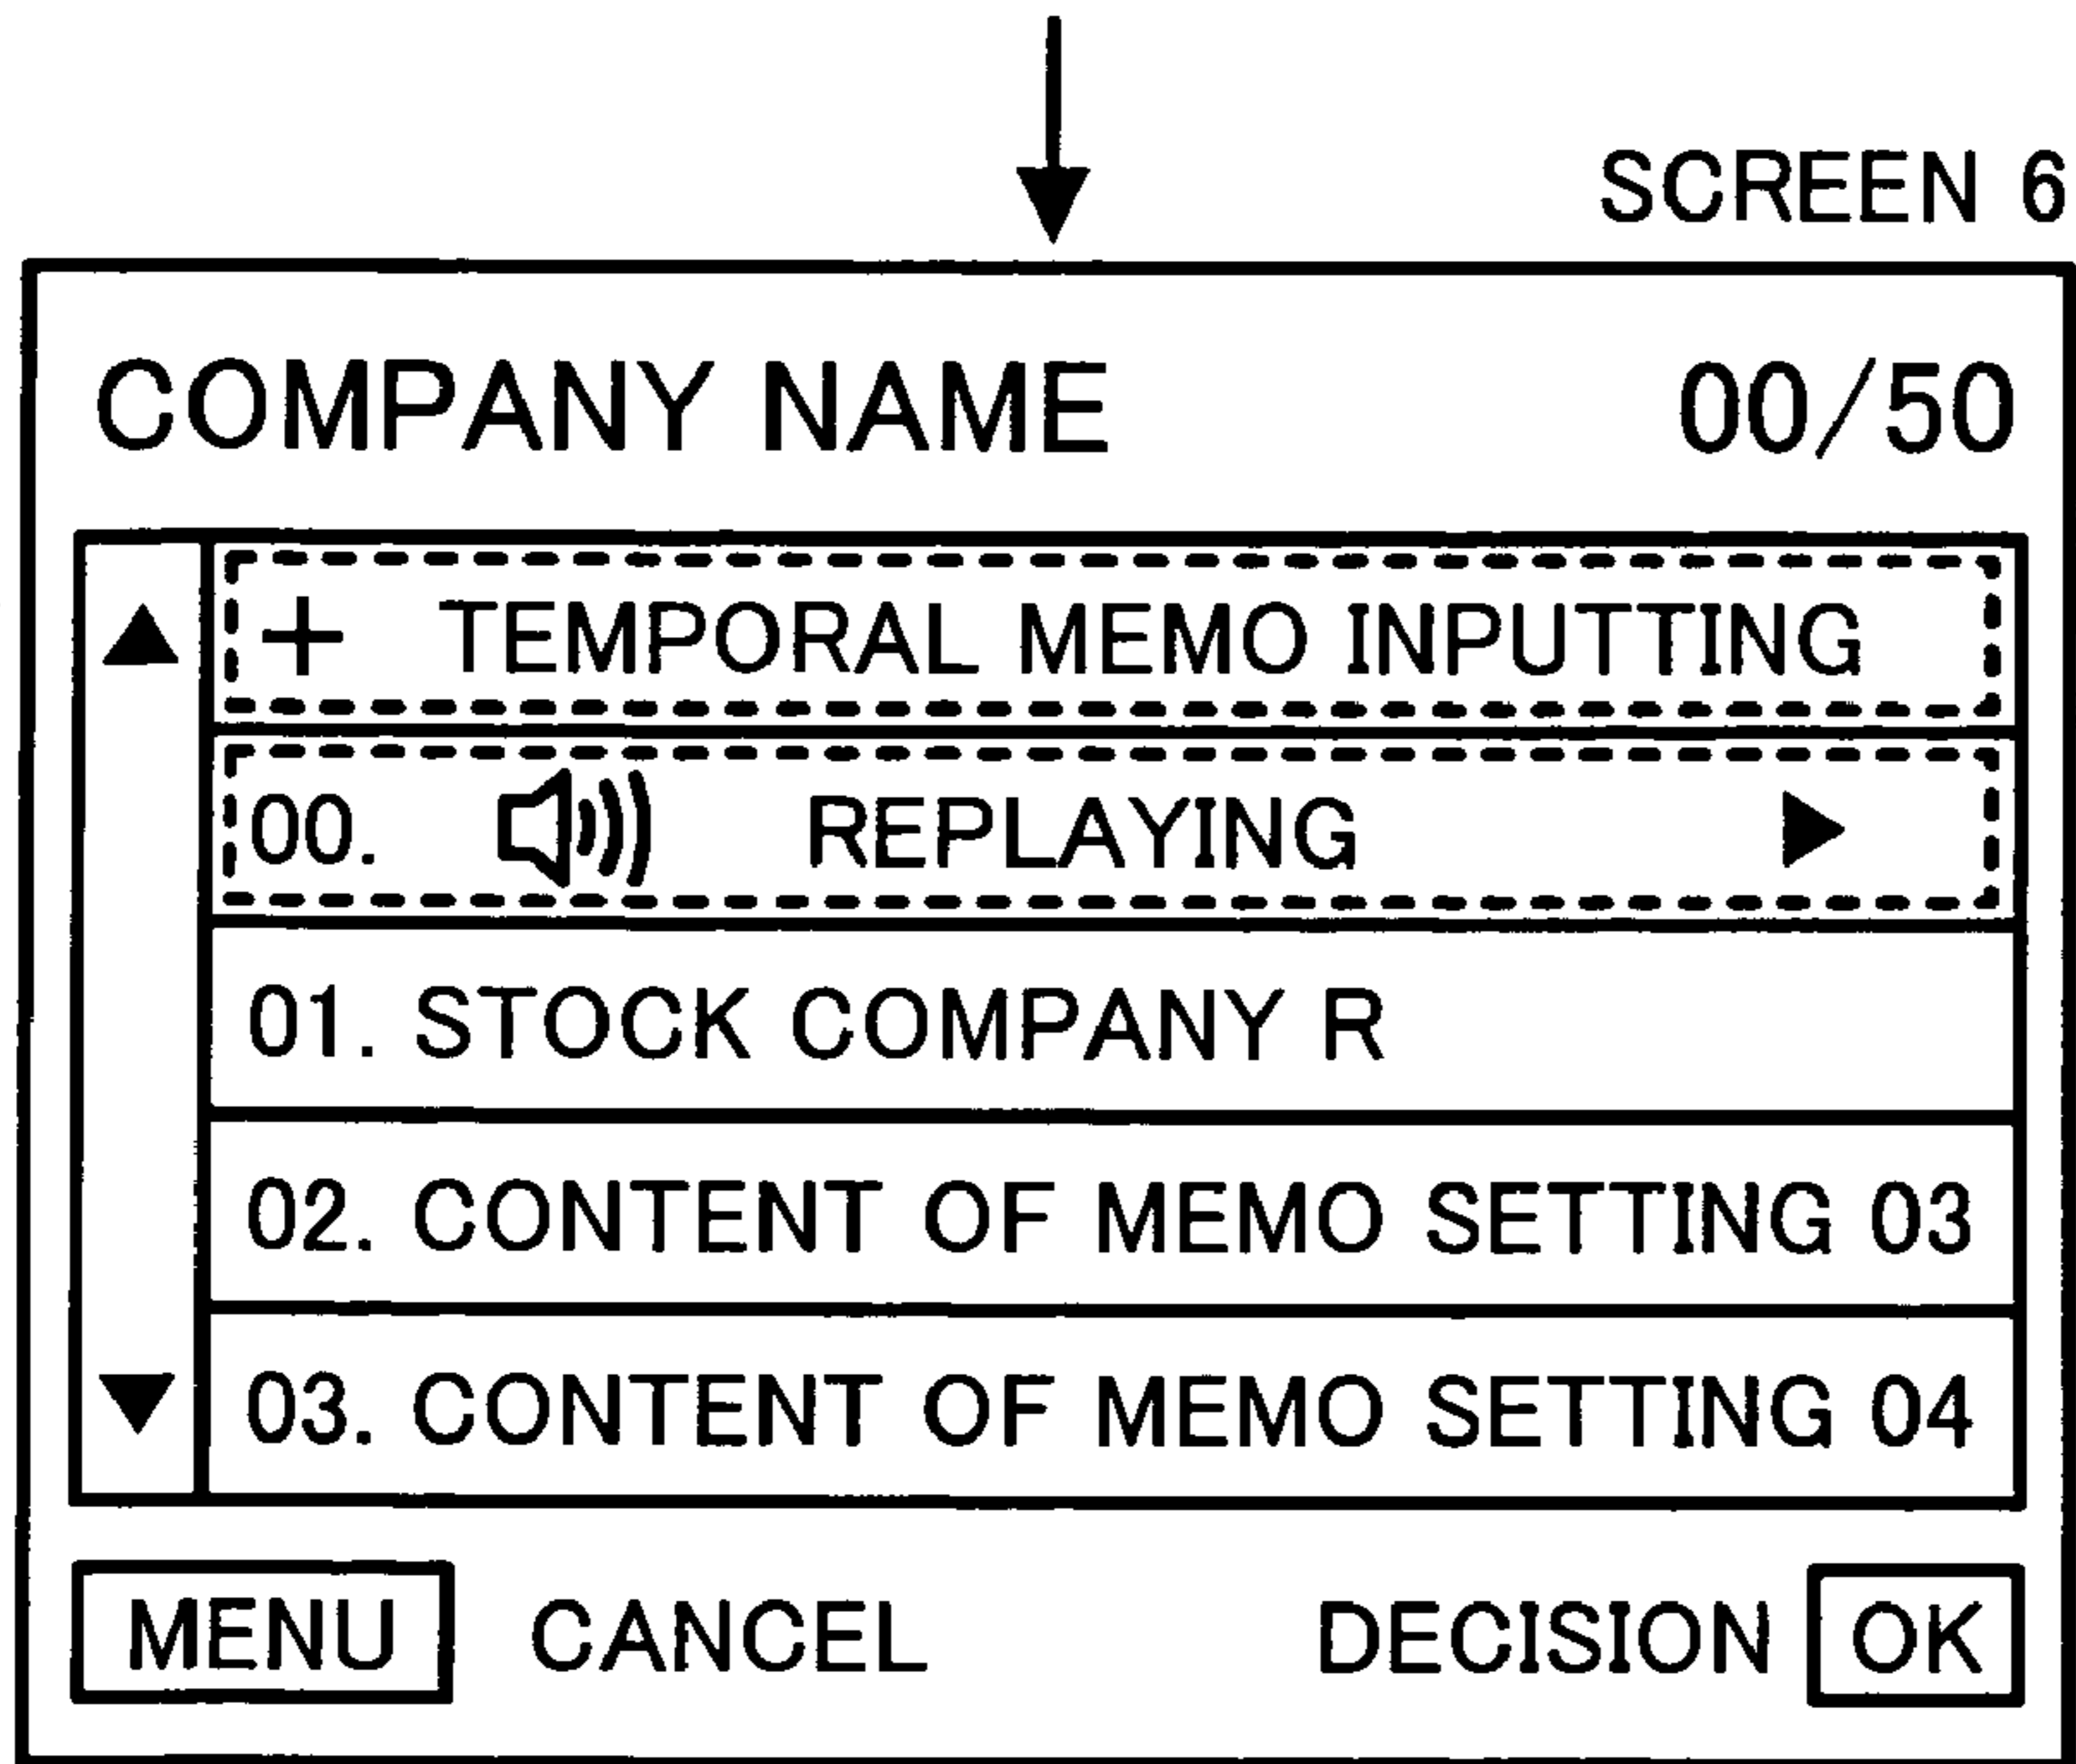 SCREEN 6
COMPANY NAME 00/50
+ TEMPORAL MEMO INPUTTING
00. REPLAYING
01. STOCK COMPANY R
02. CONTENT OF MEMO SETTING 03
03. CONTENT OF MEMO SETTING 04
MENU CANCEL DECISION OK